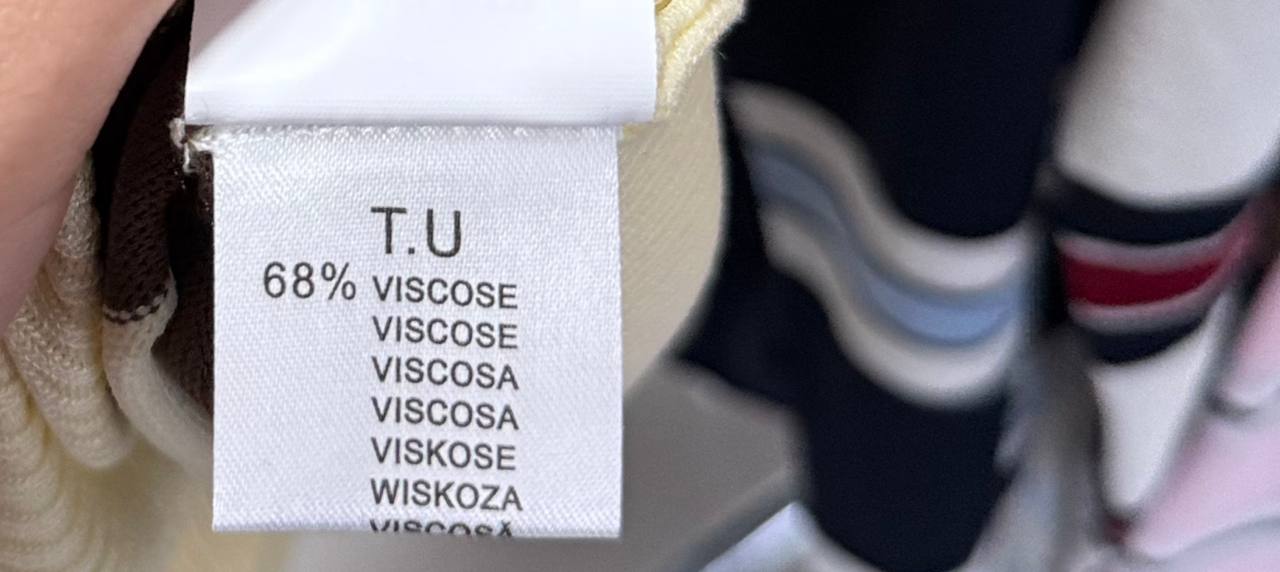 T.U
68% VISCOSE
VISCOSE
VISCOSA
VISCOSA
VISKOSE
WISKOZA